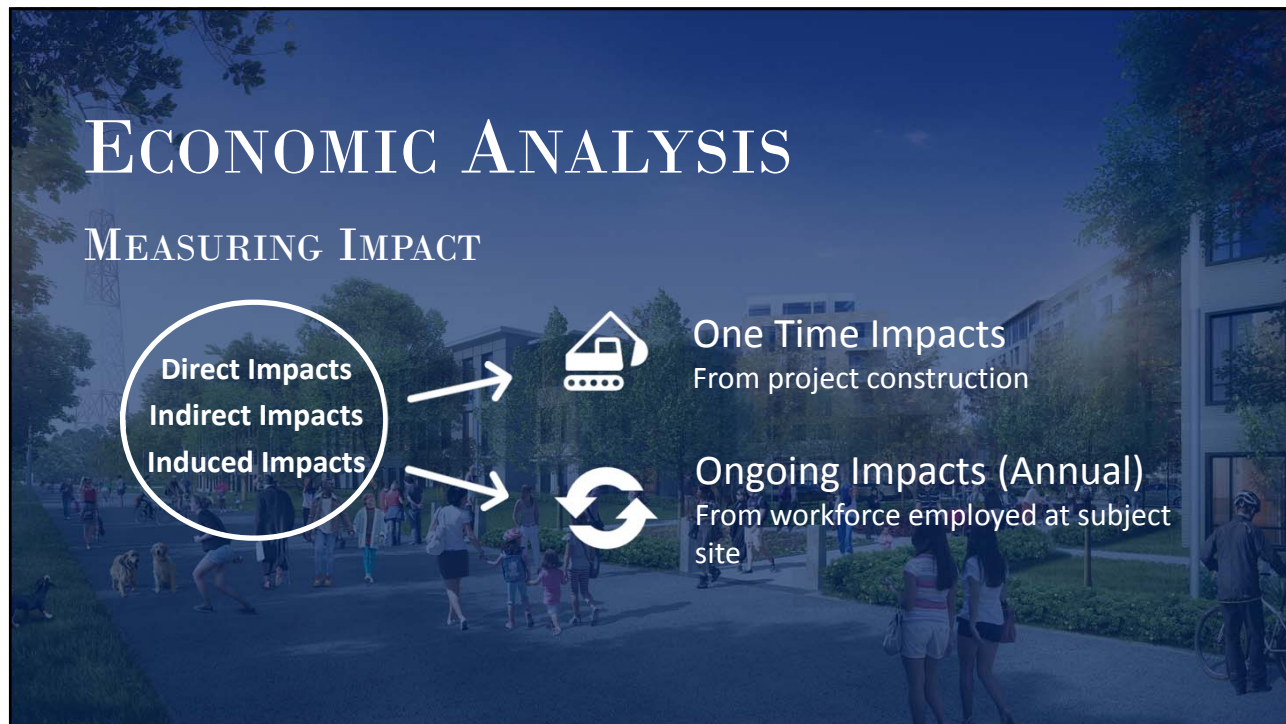 ECONOMIC ANALYSIS
MEASURING IMPACT
Direct Impacts
Indirect Impacts
Induced Impacts
One Time Impacts
From project construction
Ongoing Impacts (Annual)
From workforce employed at subject
site